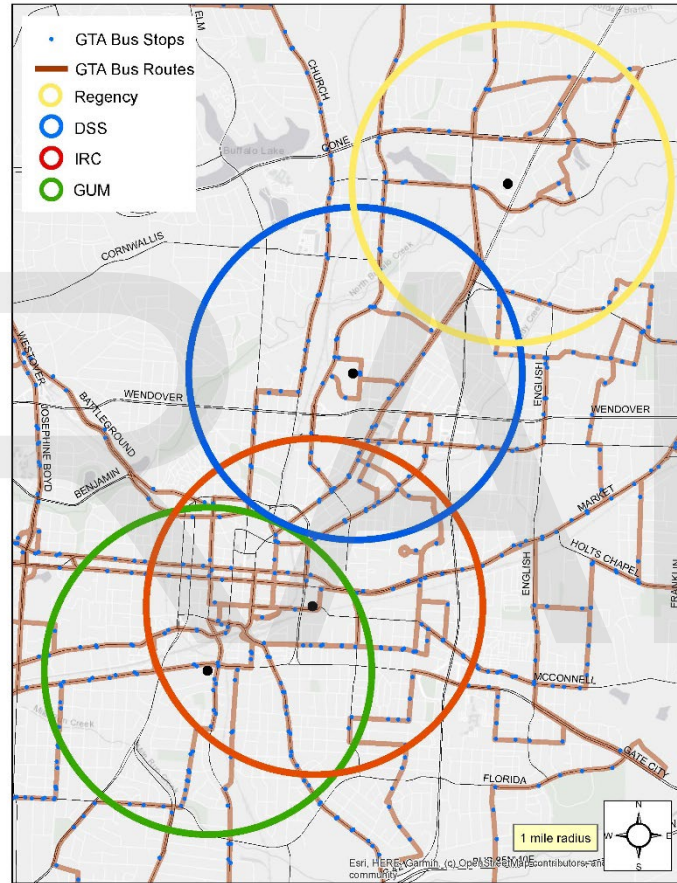 GTA Bus Stops
GTA Bus Routes
Regency
DSS
IRC
GUM
ELM
CHURCH
CONE
Buffalo Lake
CORNWALLIS
North Buffalo Creek
WESTOVER
BATTLEGROUND
WENDOVER
ENGLISH
WENDOVER
JOSEPHINE BOYD
BENJAMIN
MARKET
HOLTS CHAPEL
ENGLISH
FRANKLIN
MCCONNELL
GATE CITY
FLORIDA
1 mile radius
N
W
E
S
Esri, HERE, Garmin, (c) OpenStreetMap contributors, and
community